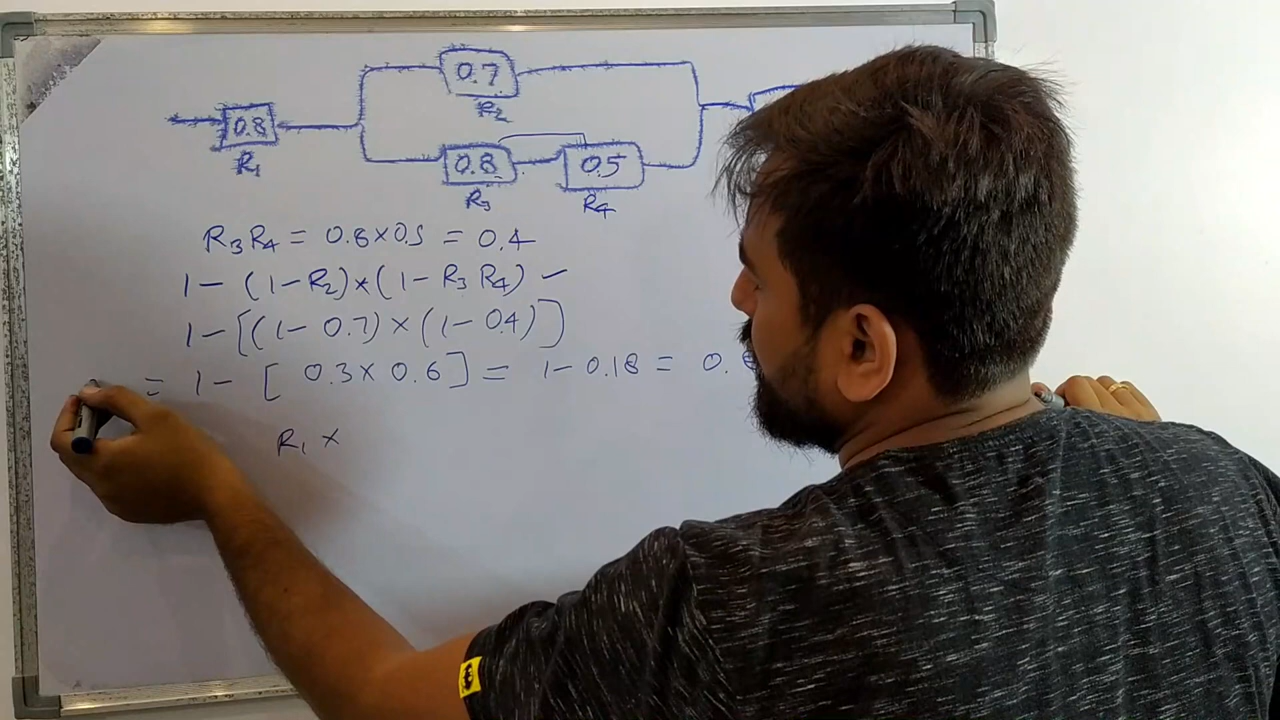 0.7
R2
0.8
R1
0.8
0.5
R3
R4
R3 R4 = 0.8×0.5 = 0.4
1 - (1-R2)×(1- R3 R4)
1-[(1- 0.7) × (1- 0.4)]
= 1 - [ 0.3 × 0.6 ] = 1 - 0.18 = 0.
R1 ×